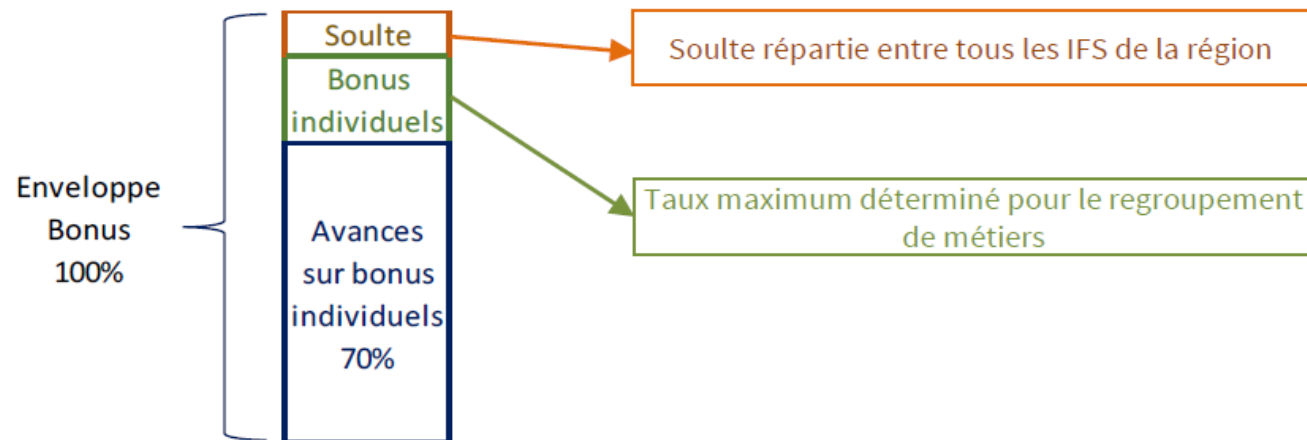 Soulte
Soulte répartie entre tous les IFS de la région
Bonus
individuels
Enveloppe
Bonus
100%
Taux maximum déterminé pour le regroupement
de métiers
Avances
sur bonus
individuels
70%